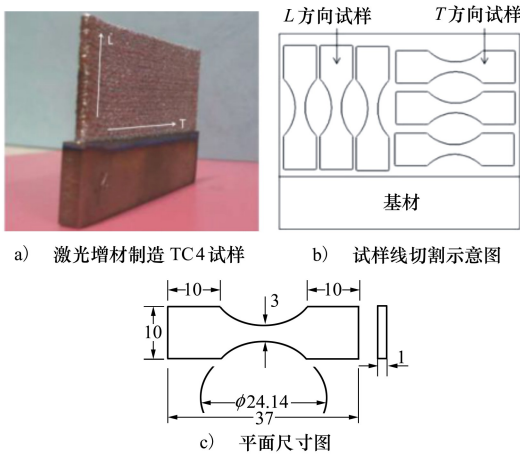 L
T
a) 激光增材制造 TC4 试样
L 方向试样
T 方向试样
基材
b) 试样线切割示意图
10
3
10
10
1
ϕ24.14
37
c) 平面尺寸图